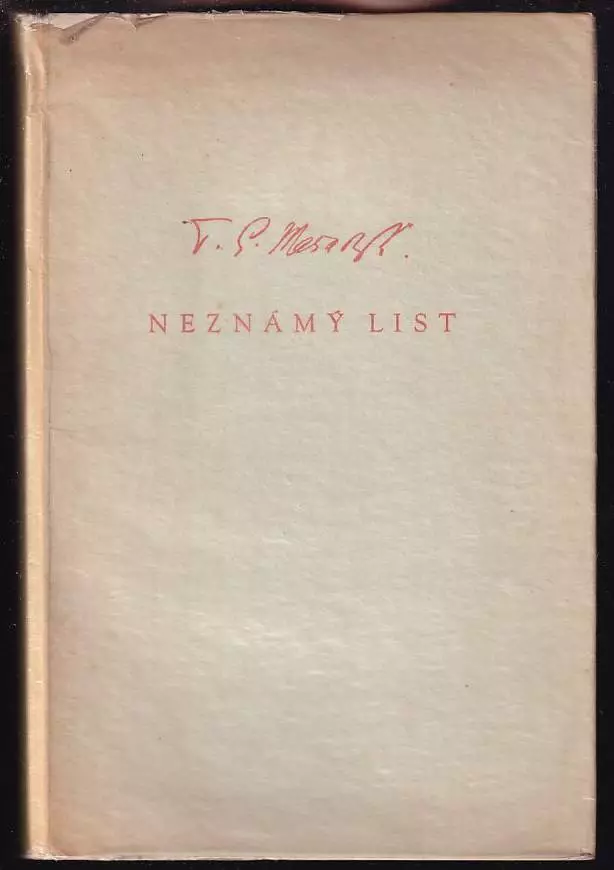 T. G. Masaryk.
NEZNÁMÝ LIST